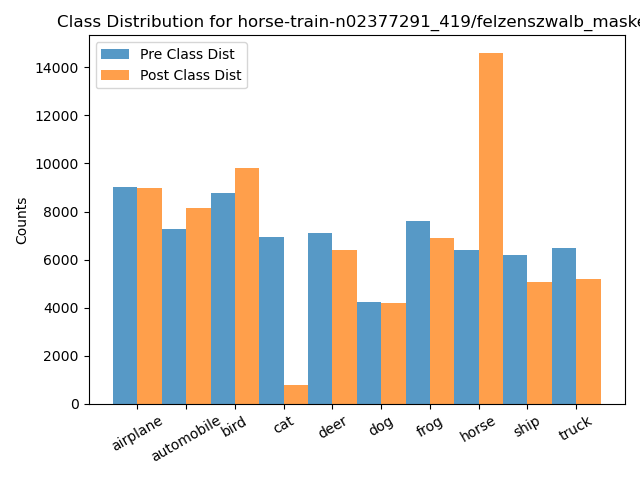 Class Distribution for horse-train-n02377291_419/felzenszwalb_maske
Pre Class Dist
Post Class Dist
Counts
14000
12000
10000
8000
6000
4000
2000
0
airplane
automobile
bird
cat
deer
dog
frog
horse
ship
truck